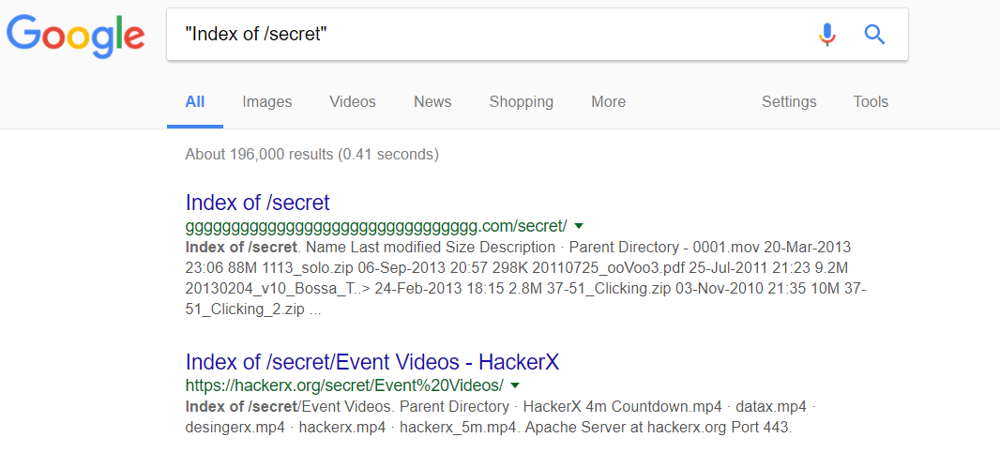 Google
"Index of /secret"
All Images Videos News Shopping More Settings Tools
About 196,000 results (0.41 seconds)
Index of /secret
gggggggggggggggggggggggggggggggg.com/secret/
Index of /secret. Name Last modified Size Description · Parent Directory - 0001.mov 20-Mar-2013
23:06 88M 1113_solo.zip 06-Sep-2013 20:57 298K 20110725_ooVoo3.pdf 25-Jul-2011 21:23 9.2M
20130204_v10_Bossa_T..> 24-Feb-2013 18:15 2.8M 37-51_Clicking.zip 03-Nov-2010 21:35 10M 37-
51_Clicking_2.zip ...
Index of /secret/Event Videos - HackerX
https://hackerx.org/secret/Event%20Videos/
Index of /secret/Event Videos. Parent Directory · HackerX 4m Countdown.mp4 · datax.mp4 ·
desingerx.mp4 · hackerx.mp4 · hackerx_5m.mp4. Apache Server at hackerx.org Port 443.